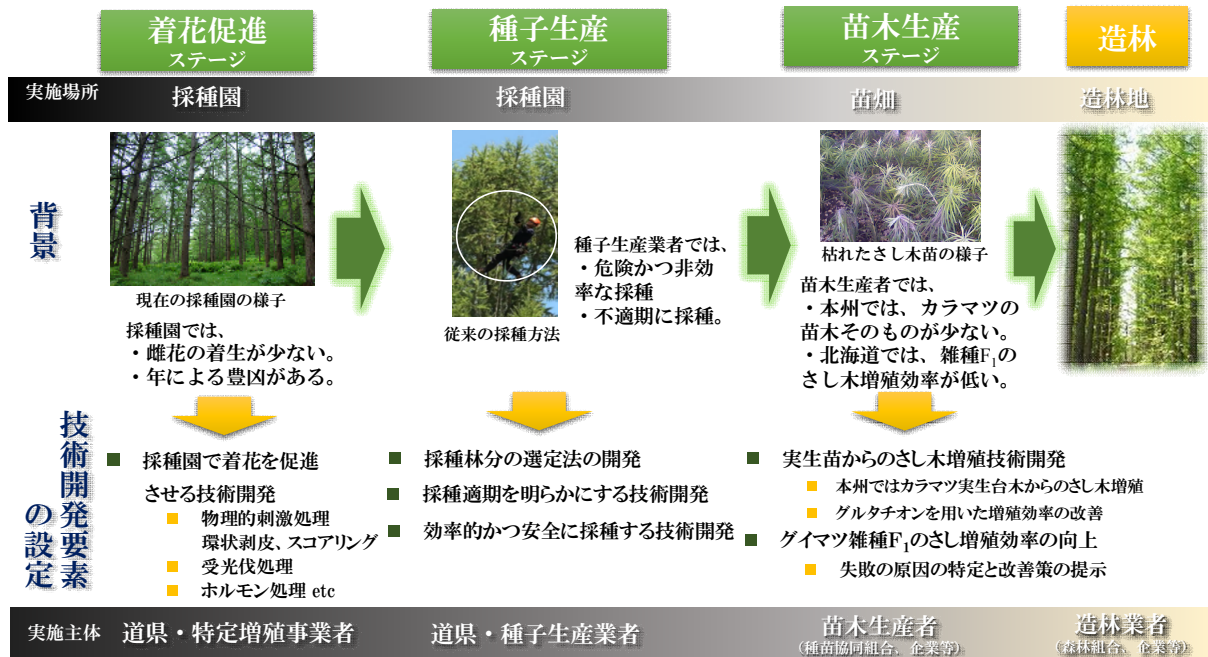 着花促進
ステージ
種子生産
ステージ
苗木生産
ステージ
造林
実施場所
採種園
採種園
苗畑
造林地
背景
現在の採種園の様子
採種園では、
・雌花の着生が少ない。
・年による豊凶がある。
従来の採種方法
種子生産業者では、
・危険かつ非効
率な採種
・不適期に採種。
枯れたさし木苗の様子
苗木生産者では、
・本州では、カラマツの
苗木そのものが少ない。
・北海道では、雑種F₁の
さし木増殖効率が低い。
技術開発要素
の設定
採種園で着花を促進
させる技術開発
物理的刺激処理
環状剥皮、スコアリング
受光伐処理
ホルモン処理 etc
採種林分の選定法の開発
採種適期を明らかにする技術開発
効率的かつ安全に採種する技術開発
実生苗からのさし木増殖技術開発
本州ではカラマツ実生台木からのさし木増殖
グルタチオンを用いた増殖効率の改善
グイマツ雑種F₁のさし増殖効率の向上
失敗の原因の特定と改善策の提示
実施主体
道県・特定増殖事業者
道県・種子生産業者
苗木生産者
(種苗協同組合、企業等)
造林業者
(森林組合、企業等)